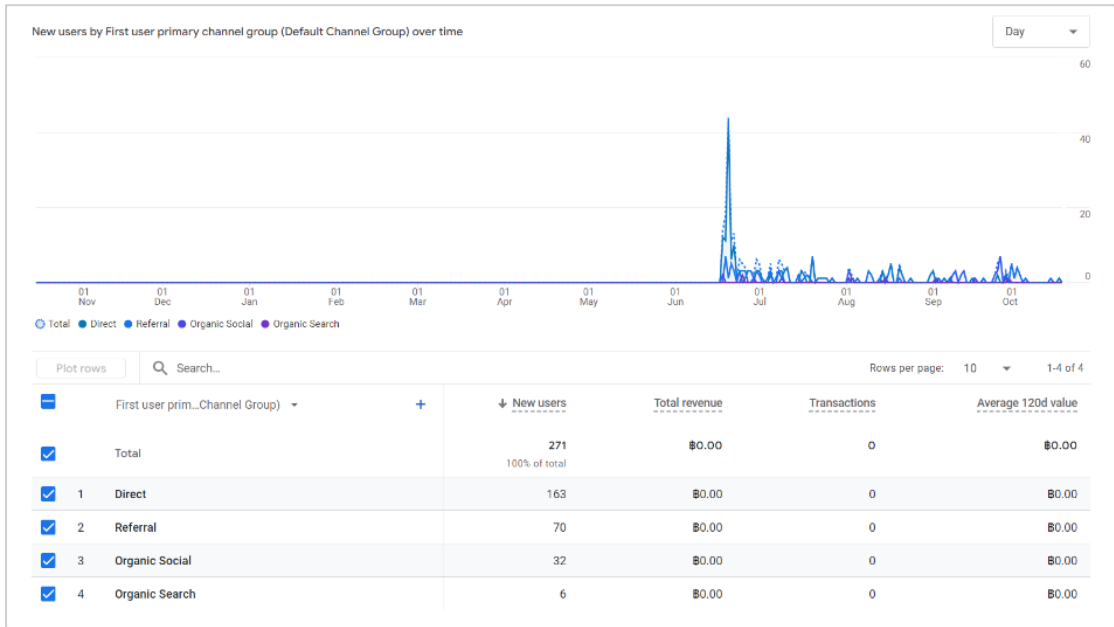 New users by First user primary channel group (Default Channel Group) over time
Day
60
40
20
0
01 01 01 01 01 01 01 01 01 01 01 01
Nov Dec Jan Feb Mar Apr May Jun Jul Aug Sep Oct
Total Direct Referral Organic Social Organic Search
Plot rows Search... Rows per page: 10 1-4 of 4
First user prim...Channel Group) + ↓ New users Total revenue Transactions Average 120d value
Total 271 ฿0.00 0 ฿0.00
100% of total
1 Direct 163 ฿0.00 0 ฿0.00
2 Referral 70 ฿0.00 0 ฿0.00
3 Organic Social 32 ฿0.00 0 ฿0.00
4 Organic Search 6 ฿0.00 0 ฿0.00